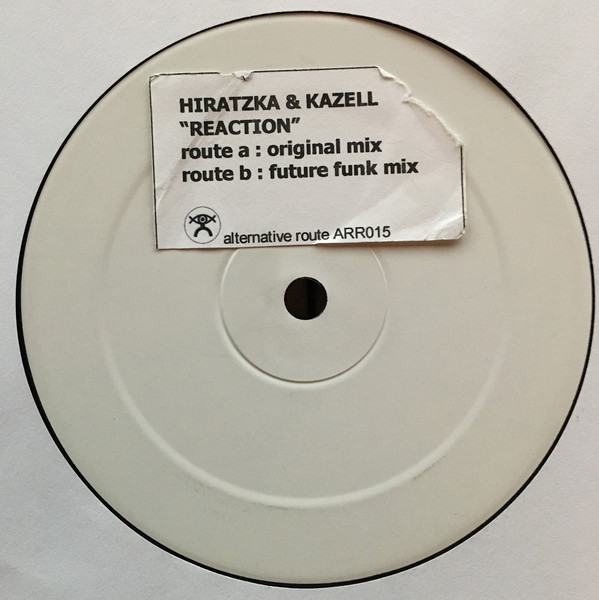 HIRATZKA & KAZELL
“REACTION”
route a : original mix
route b : future funk mix
alternative route ARR015